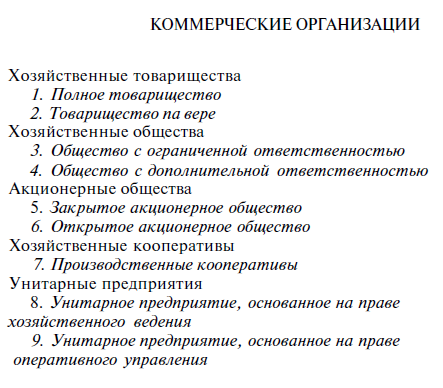 КОММЕРЧЕСКИЕ ОРГАНИЗАЦИИ
Хозяйственные товарищества
1. Полное товарищество
2. Товарищество па вере
Хозяйственные общества
3. Общество с ограниченной ответственностью
4. Общество с дополнительной ответственностью
Акционерные общества
5. Закрытое акционерное общество
6. Открытое акционерное общество
Хозяйственные кооперативы
7. Производственные кооперативы
Унитарные предприятия
8. Унитарное предприятие, основанное на праве
хозяйственного ведения
9. Унитарное предприятие, основанное на праве
оперативного управления